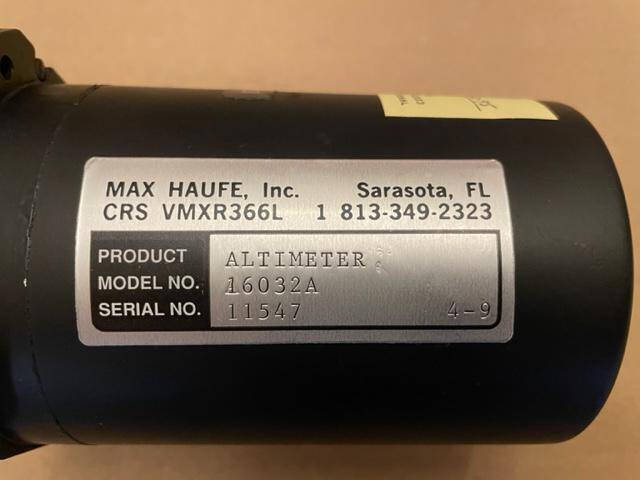 MAX HAUFE, Inc. Sarasota, FL
CRS VMXR366L 1 813-349-2323
PRODUCT ALTIMETER
MODEL NO. 16032A
SERIAL NO. 11547 4-9